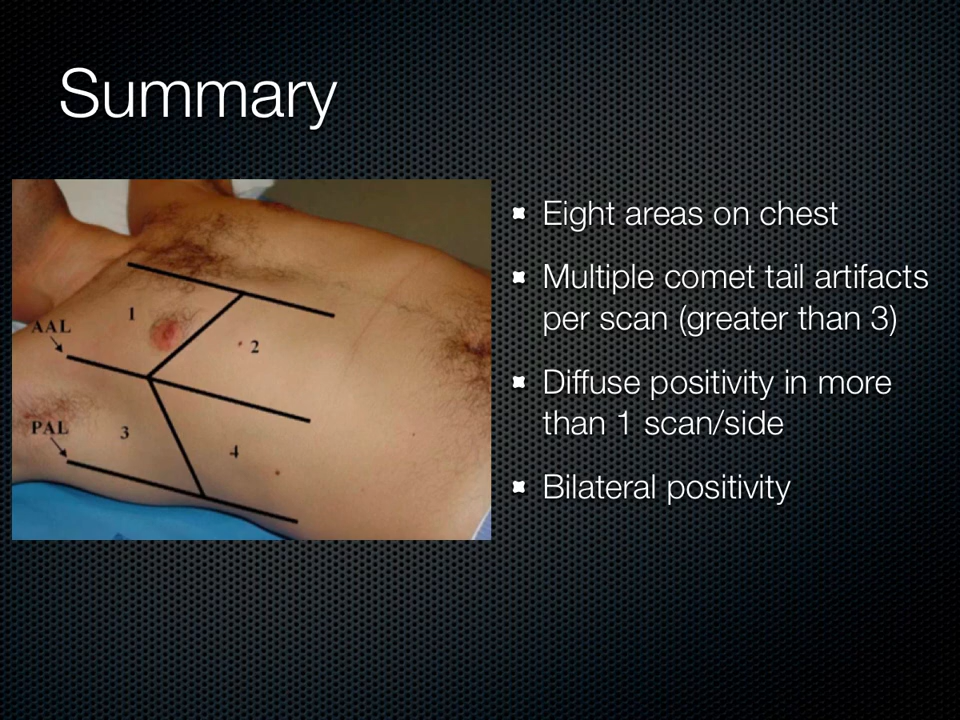 Summary
1
AAL
2
PAL
3
4
Eight areas on chest
Multiple comet tail artifacts
per scan (greater than 3)
Diffuse positivity in more
than 1 scan/side
Bilateral positivity